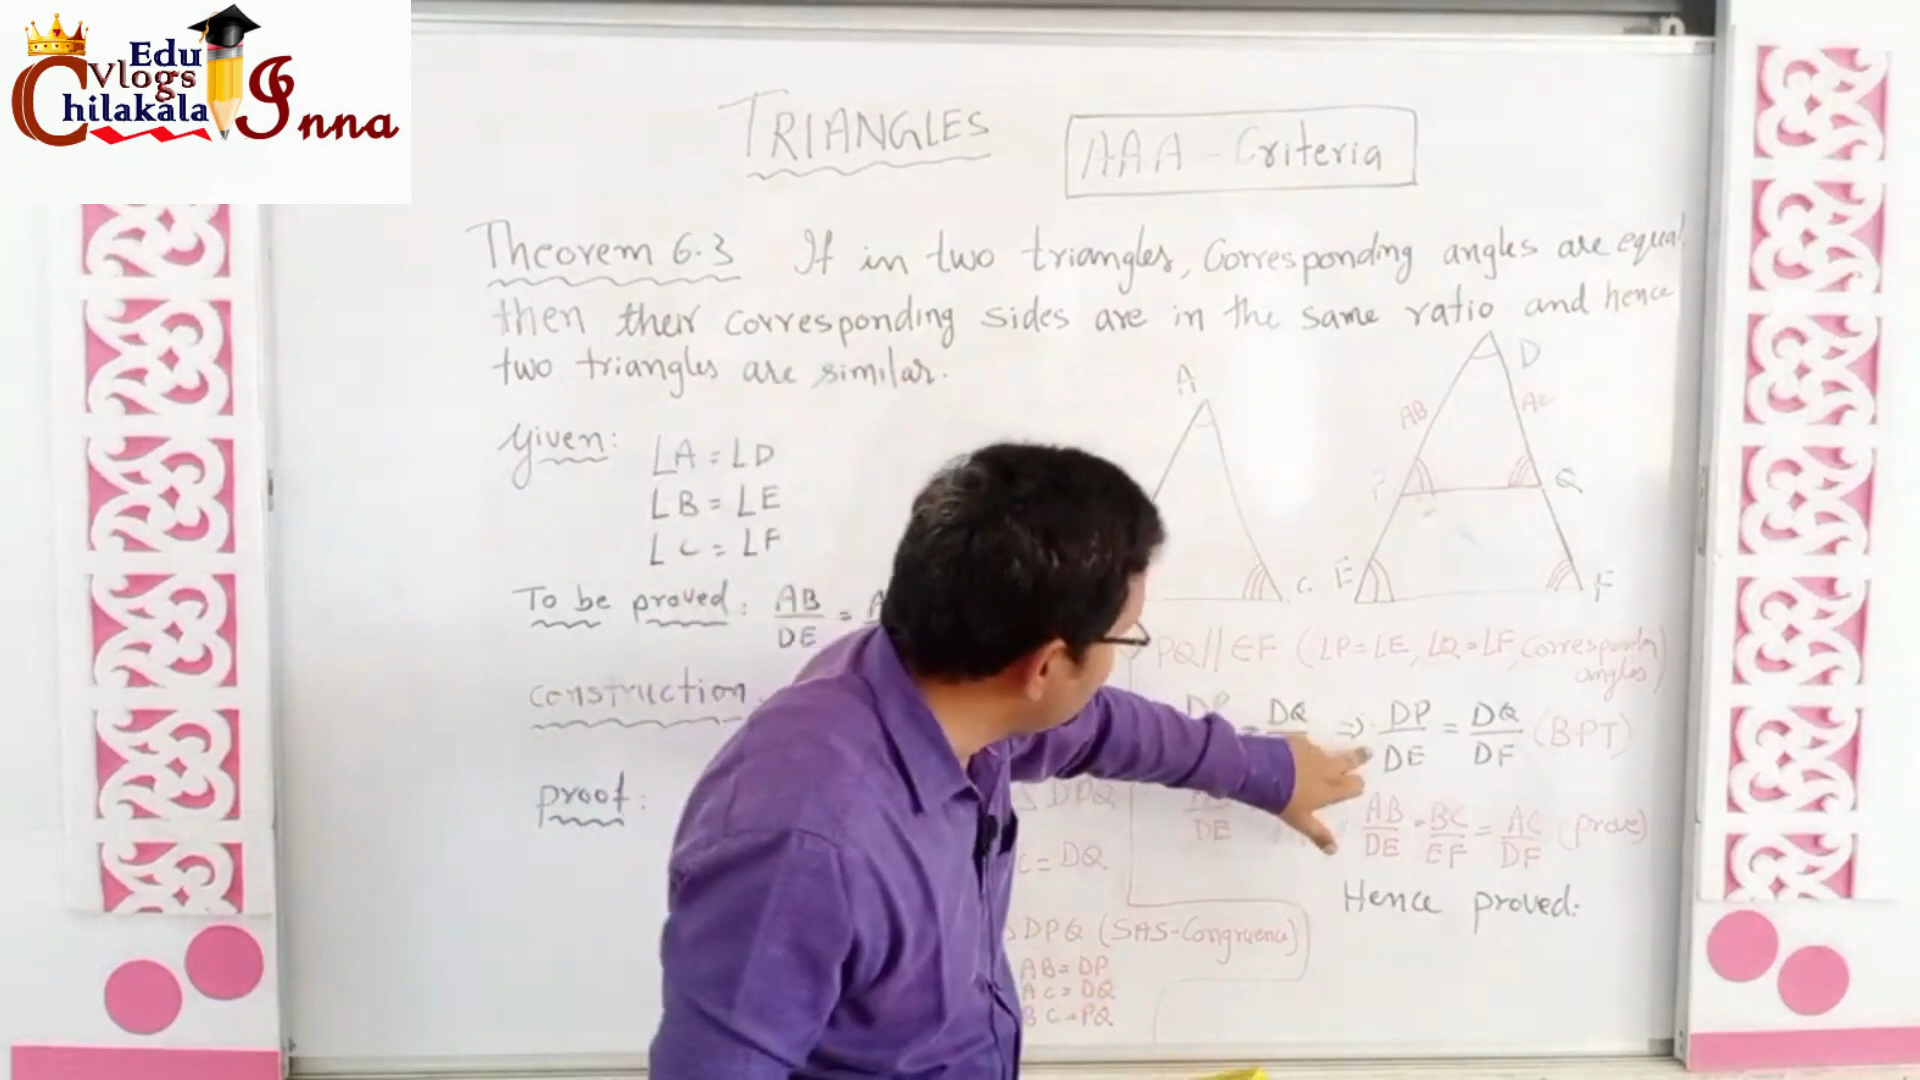 Edu
Vlogs
Chilakala Inna
TRIANGLES
AAA - Criteria
Theorem 6.3 If in two triangles, Corresponding angles are equal
then their corresponding sides are in the same ratio and hence
two triangles are similar.
Given: ∠A = ∠D
∠B = ∠E
∠C = ∠F
To be proved: AB/DE = A
construction
proof:
A
C
D
AB
AC
P
Q
E
F
PQ//EF (∠P=∠E, ∠Q=∠F, corresponding
angles)
DP = DQ/ ⇒ DP/DE = DQ/DF (BPT)
DE AB/DE = BC/EF = AC/DF (prove)
Hence proved.
△ DPQ
C = DQ
△DPQ (SAS-Congruence)
AB = DP
AC = DQ
BC = PQ